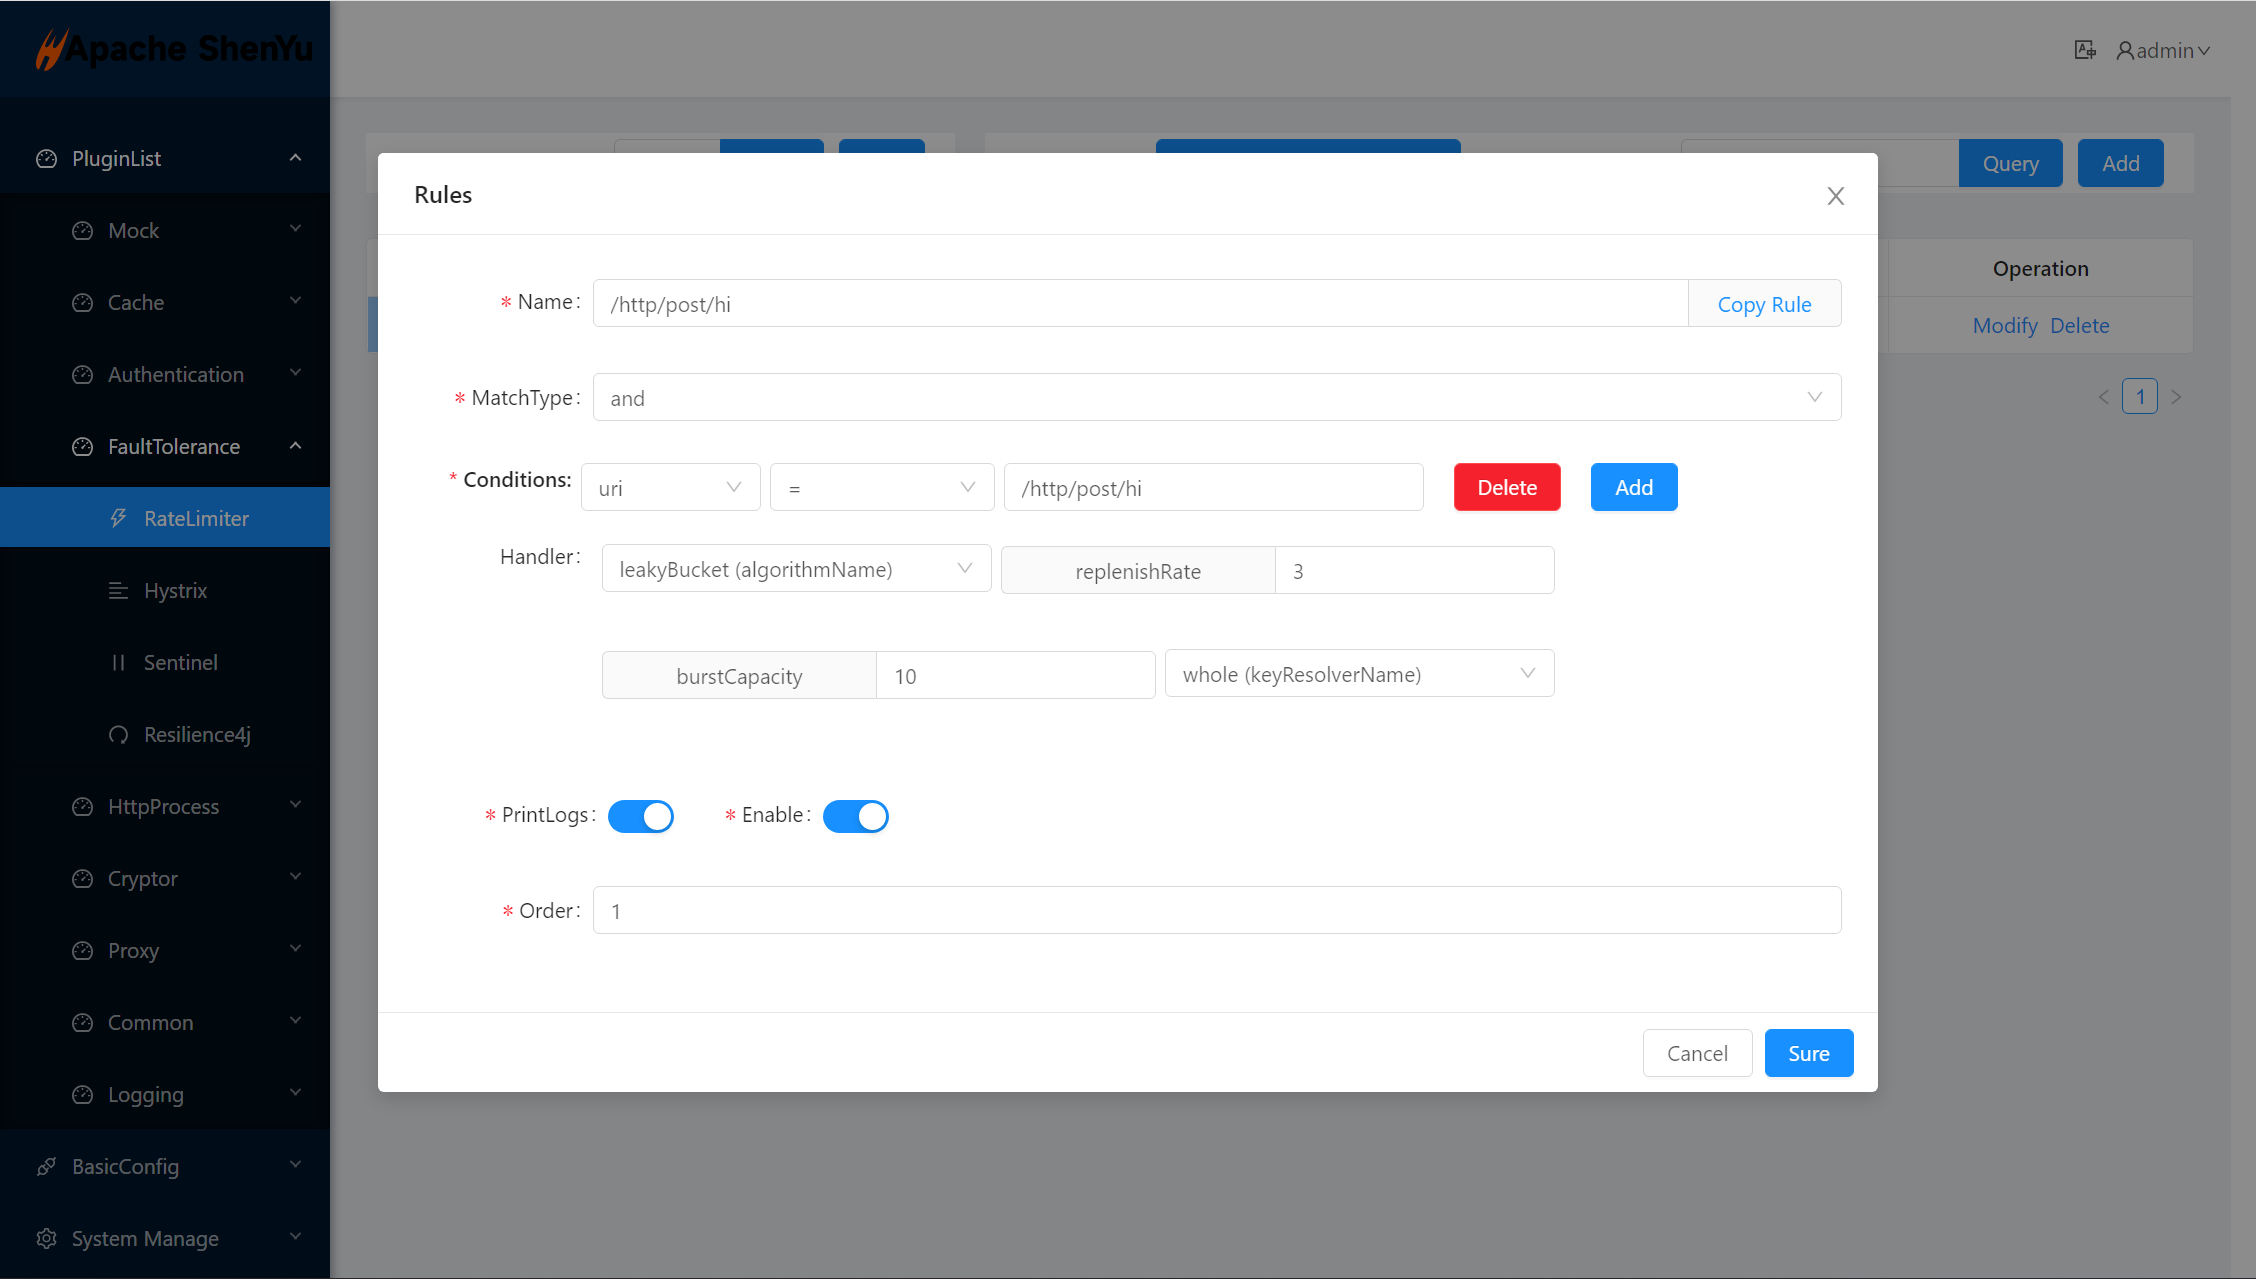 Apache ShenYu
admin
PluginList
Mock
Cache
Authentication
FaultTolerance
RateLimiter
Hystrix
Sentinel
Resilience4j
HttpProcess
Cryptor
Proxy
Common
Logging
BasicConfig
System Manage
Query Add
Operation
Modify Delete
1
Rules
* Name: /http/post/hi Copy Rule
* MatchType: and
* Conditions: uri = /http/post/hi Delete Add
Handler: leakyBucket (algorithmName) replenishRate 3
burstCapacity 10 whole (keyResolverName)
* PrintLogs: * Enable:
* Order: 1
Cancel Sure